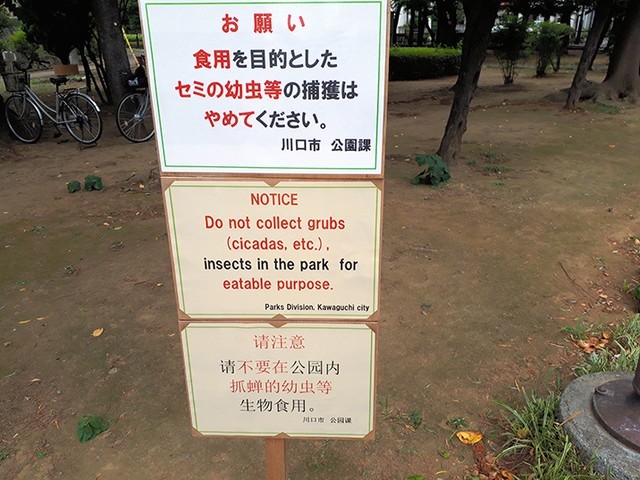 お願い
食用を目的とした
セミの幼虫等の捕獲は
やめてください。
川口市 公園課
NOTICE
Do not collect grubs
(cicadas, etc.),
insects in the park for
eatable purpose.
Parks Division, Kawaguchi city
请注意
请不要在公园内
抓蝉的幼虫等
生物食用。
川口市 公园课